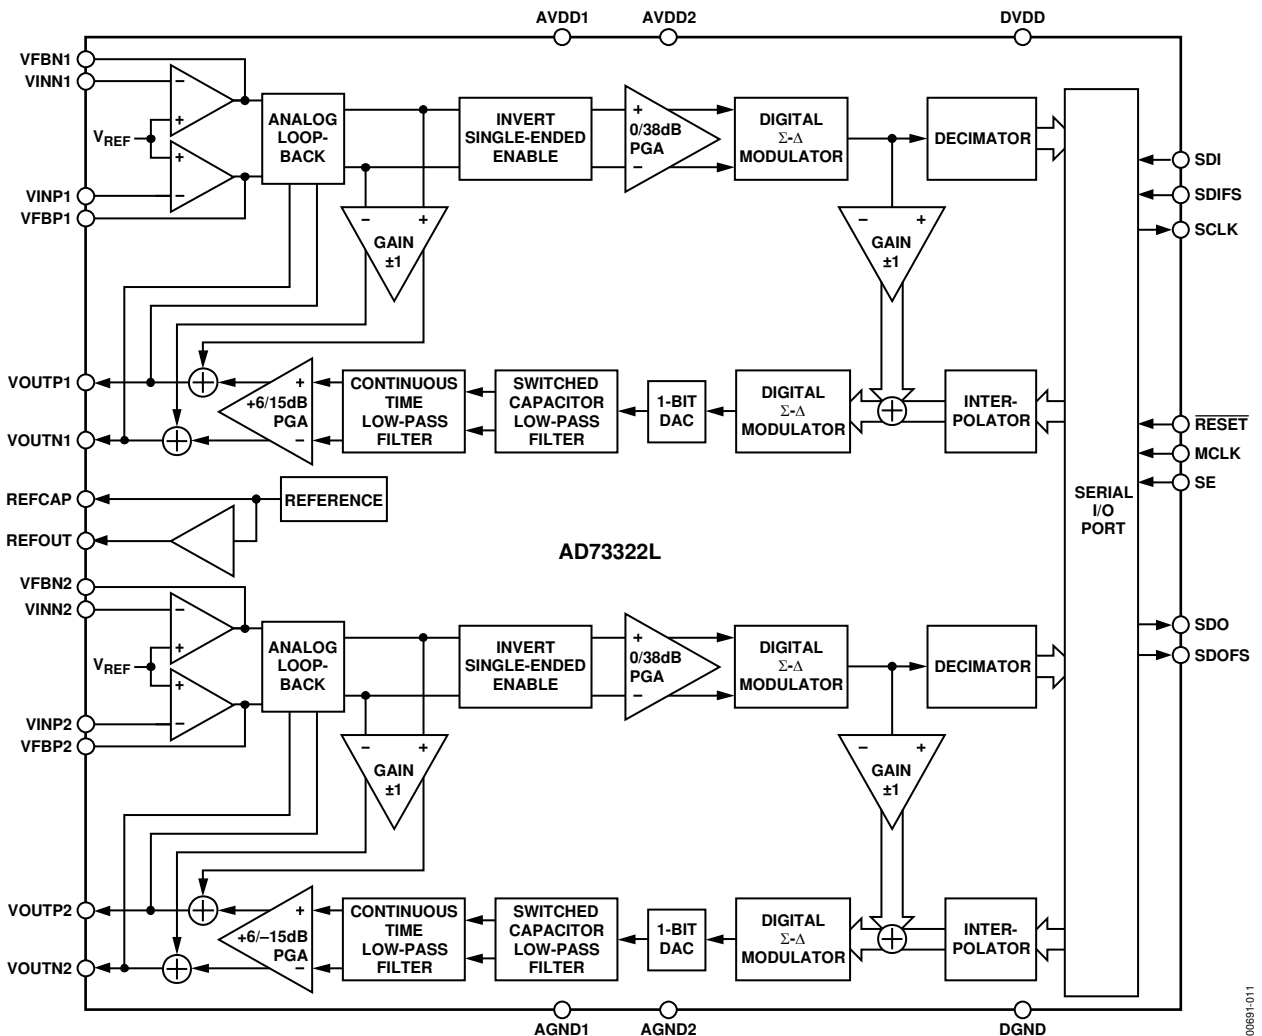 AVDD1 AVDD2 DVDD
VFBN1
VINN1
VREF
VINP1
VFBP1
− + + −
ANALOG
LOOP-
BACK
INVERT
SINGLE-ENDED
ENABLE
+
0/38dB
PGA
−
DIGITAL
Σ-Δ
MODULATOR
DECIMATOR
SDI
SDIFS
SCLK
− +
GAIN
±1
− +
GAIN
±1
VOUTP1
VOUTN1
+
+6/15dB
PGA
−
CONTINUOUS
TIME
LOW-PASS
FILTER
SWITCHED
CAPACITOR
LOW-PASS
FILTER
1-BIT
DAC
DIGITAL
Σ-Δ
MODULATOR
INTER-
POLATOR
RESET
MCLK
SE
SERIAL
I/O
PORT
REFCAP
REFOUT
REFERENCE
AD73322L
VFBN2
VINN2
VREF
VINP2
VFBP2
− + + −
ANALOG
LOOP-
BACK
INVERT
SINGLE-ENDED
ENABLE
+
0/38dB
PGA
−
DIGITAL
Σ-Δ
MODULATOR
DECIMATOR
SDO
SDOFS
− +
GAIN
±1
− +
GAIN
±1
VOUTP2
VOUTN2
+
+6/–15dB
PGA
−
CONTINUOUS
TIME
LOW-PASS
FILTER
SWITCHED
CAPACITOR
LOW-PASS
FILTER
1-BIT
DAC
DIGITAL
Σ-Δ
MODULATOR
INTER-
POLATOR
AGND1 AGND2 DGND
00691-011